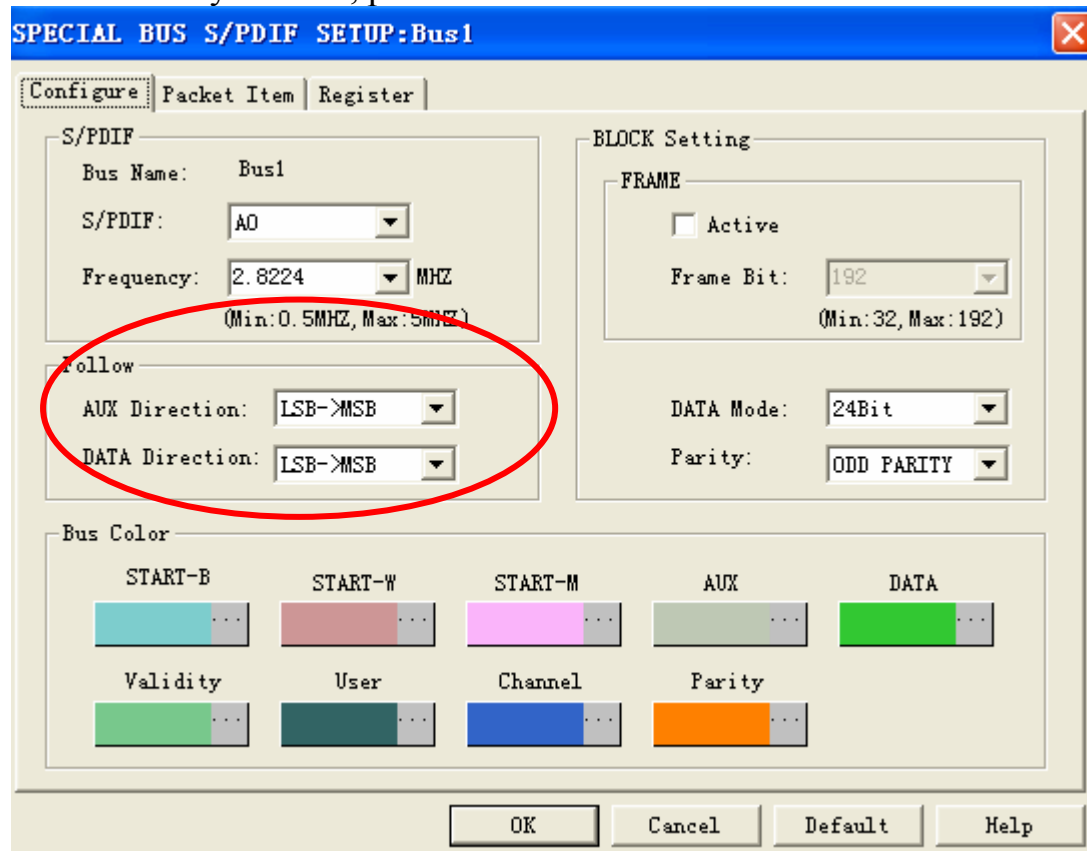 SPECIAL BUS S/PDIF SETUP:Bus1
Configure Packet Item Register
S/PDIF
Bus Name: Bus1
S/PDIF: A0
Frequency: 2.8224 MHZ
(Min:0.5MHZ, Max:5MHZ)
Follow
AUX Direction: LSB->MSB
DATA Direction: LSB->MSB
BLOCK Setting
FRAME
Active
Frame Bit: 192
(Min:32, Max:192)
DATA Mode: 24Bit
Parity: ODD PARITY
Bus Color
START-B START-W START-M AUX DATA
... ... ... ... ...
Validity User Channel Parity
... ... ... ...
OK Cancel Default Help